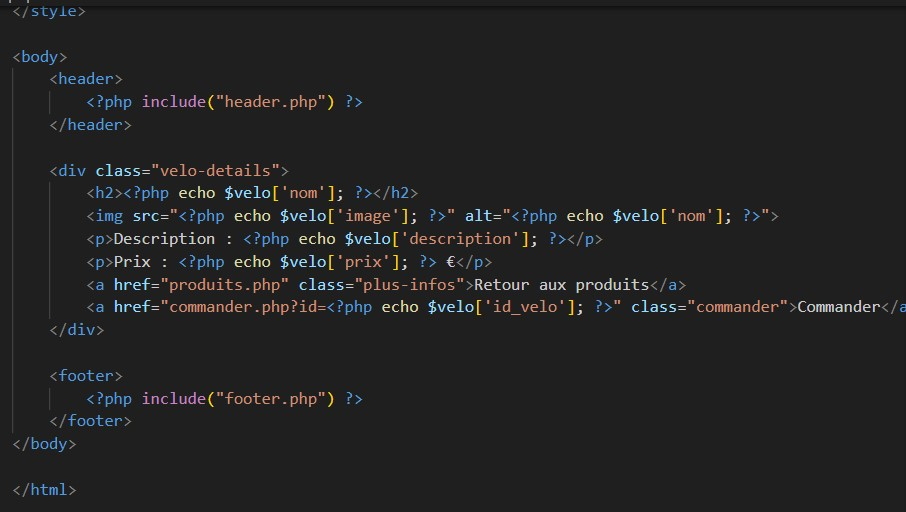 </style>
<body>
<header>
<?php include("header.php") ?>
</header>
<div class="velo-details">
<h2><?php echo $velo['nom']; ?></h2>
<img src="<?php echo $velo['image']; ?>" alt="<?php echo $velo['nom']; ?>">
<p>Description : <?php echo $velo['description']; ?></p>
<p>Prix : <?php echo $velo['prix']; ?> €</p>
<a href="produits.php" class="plus-infos">Retour aux produits</a>
<a href="commander.php?id=<?php echo $velo['id_velo']; ?>" class="commander">Commander</a
</div>
<footer>
<?php include("footer.php") ?>
</footer>
</body>
</html>